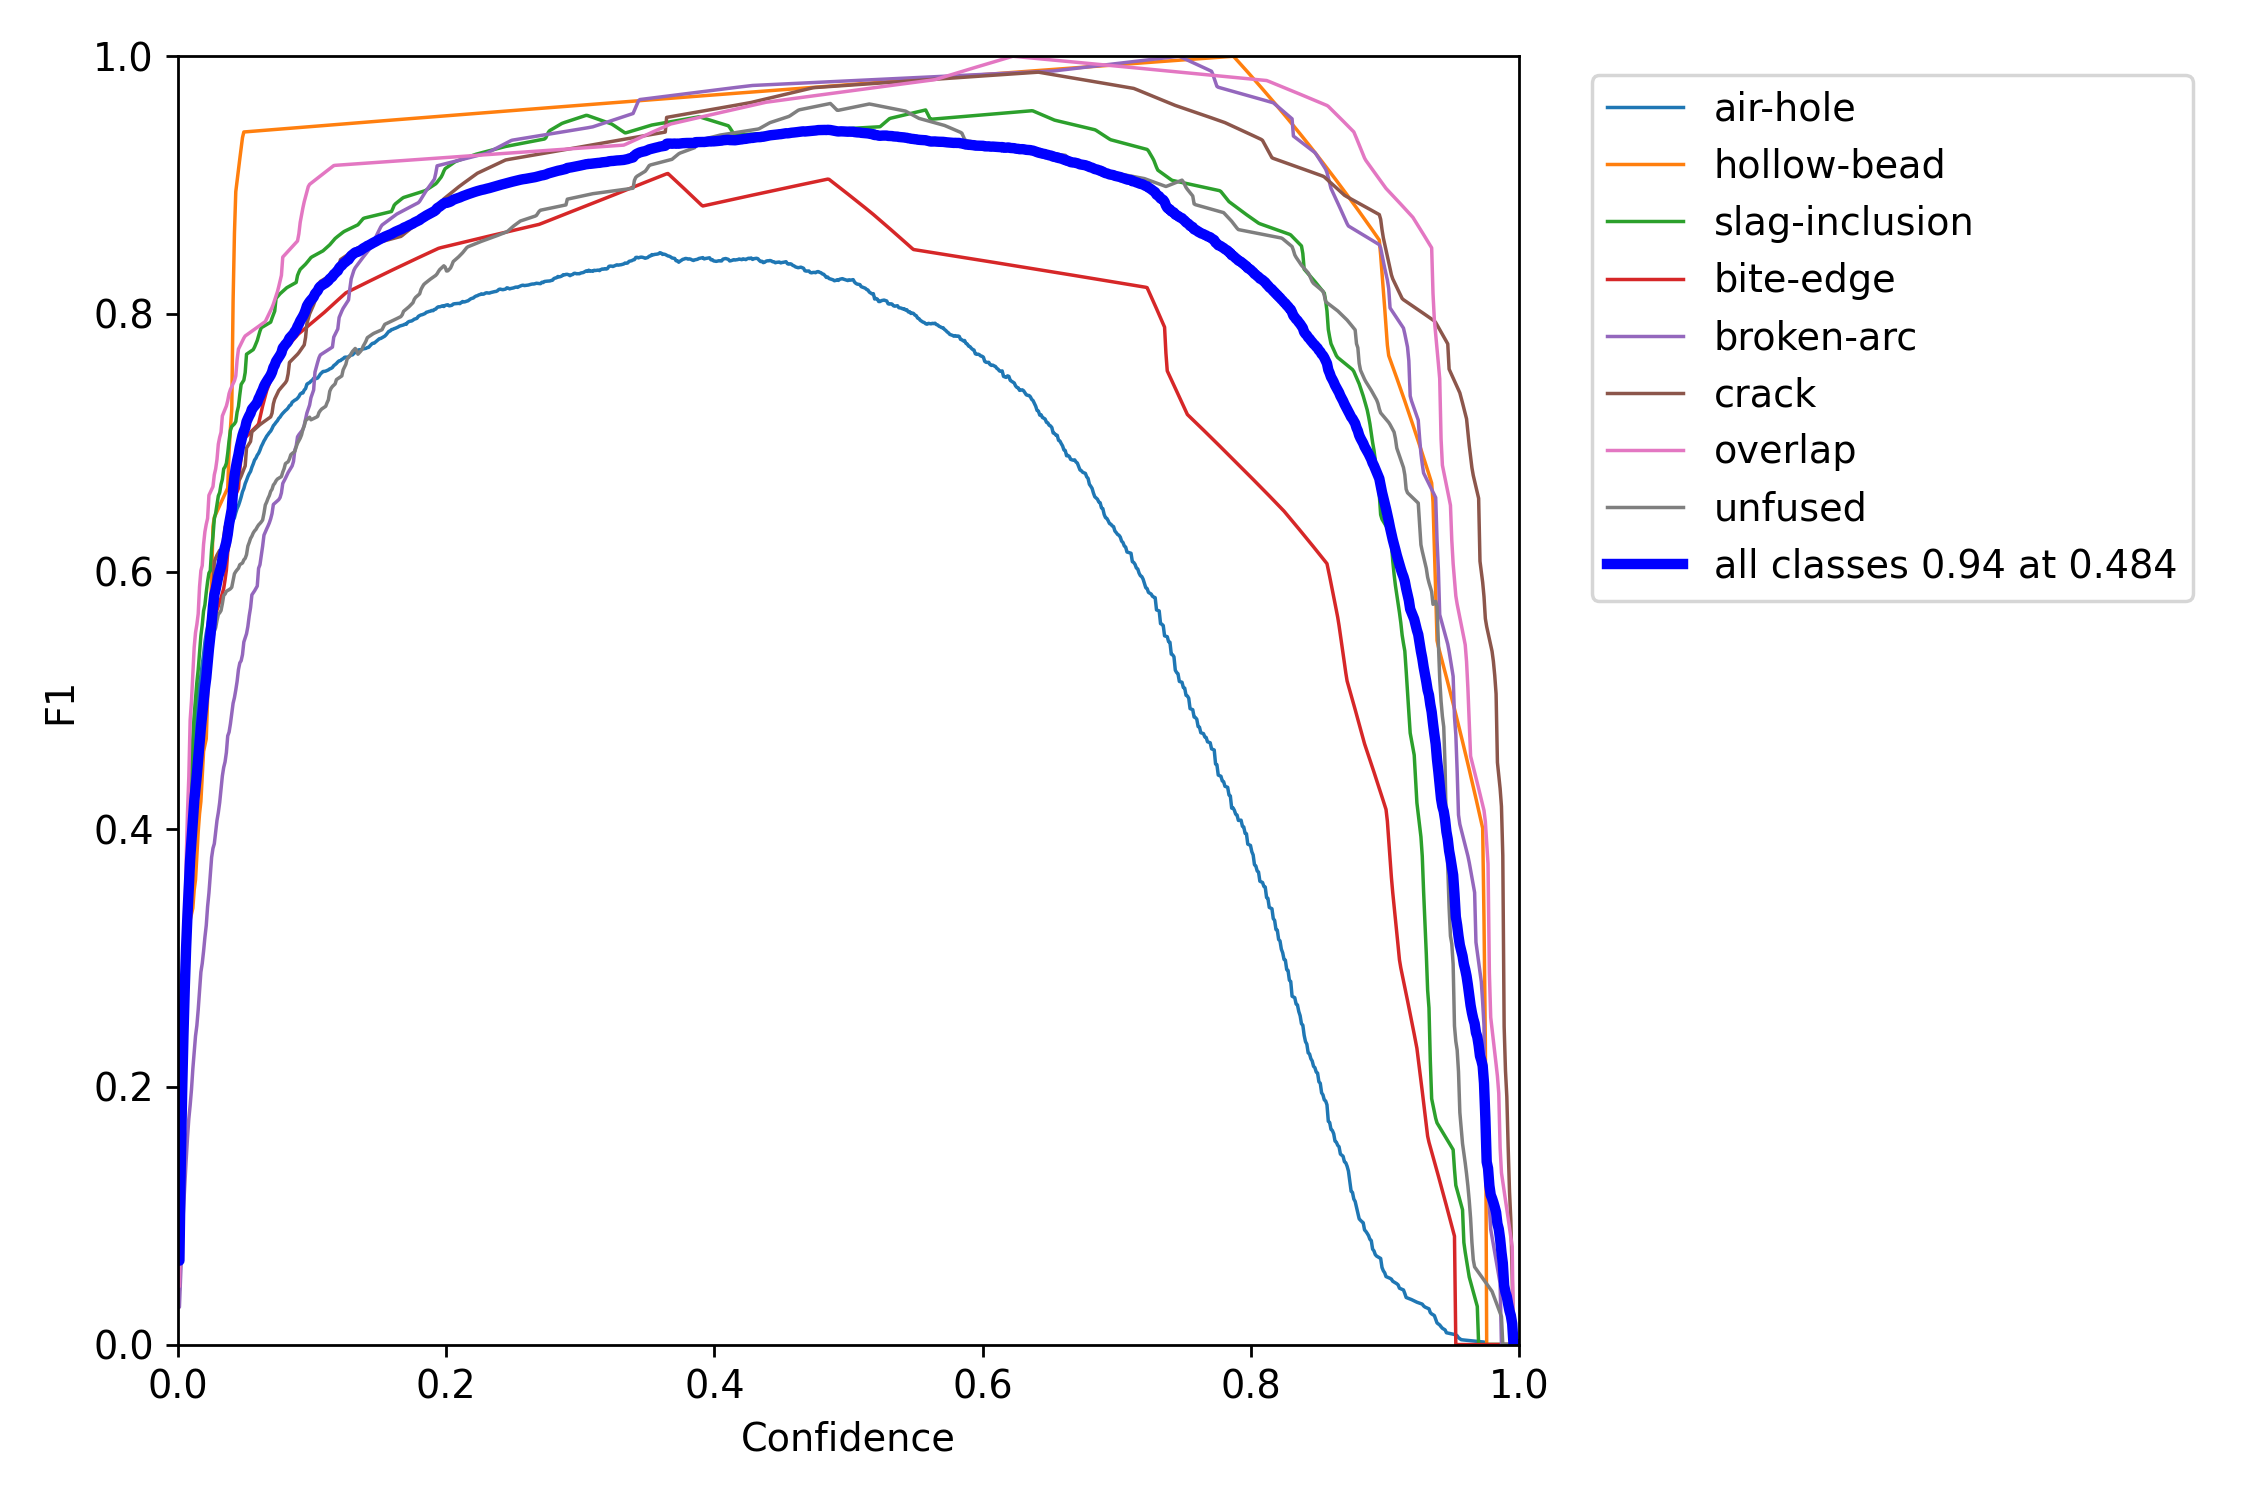 1.0
0.8
0.6
0.4
0.2
0.0
F1
0.0 0.2 0.4 0.6 0.8 1.0
Confidence
air-hole
hollow-bead
slag-inclusion
bite-edge
broken-arc
crack
overlap
unfused
all classes 0.94 at 0.484